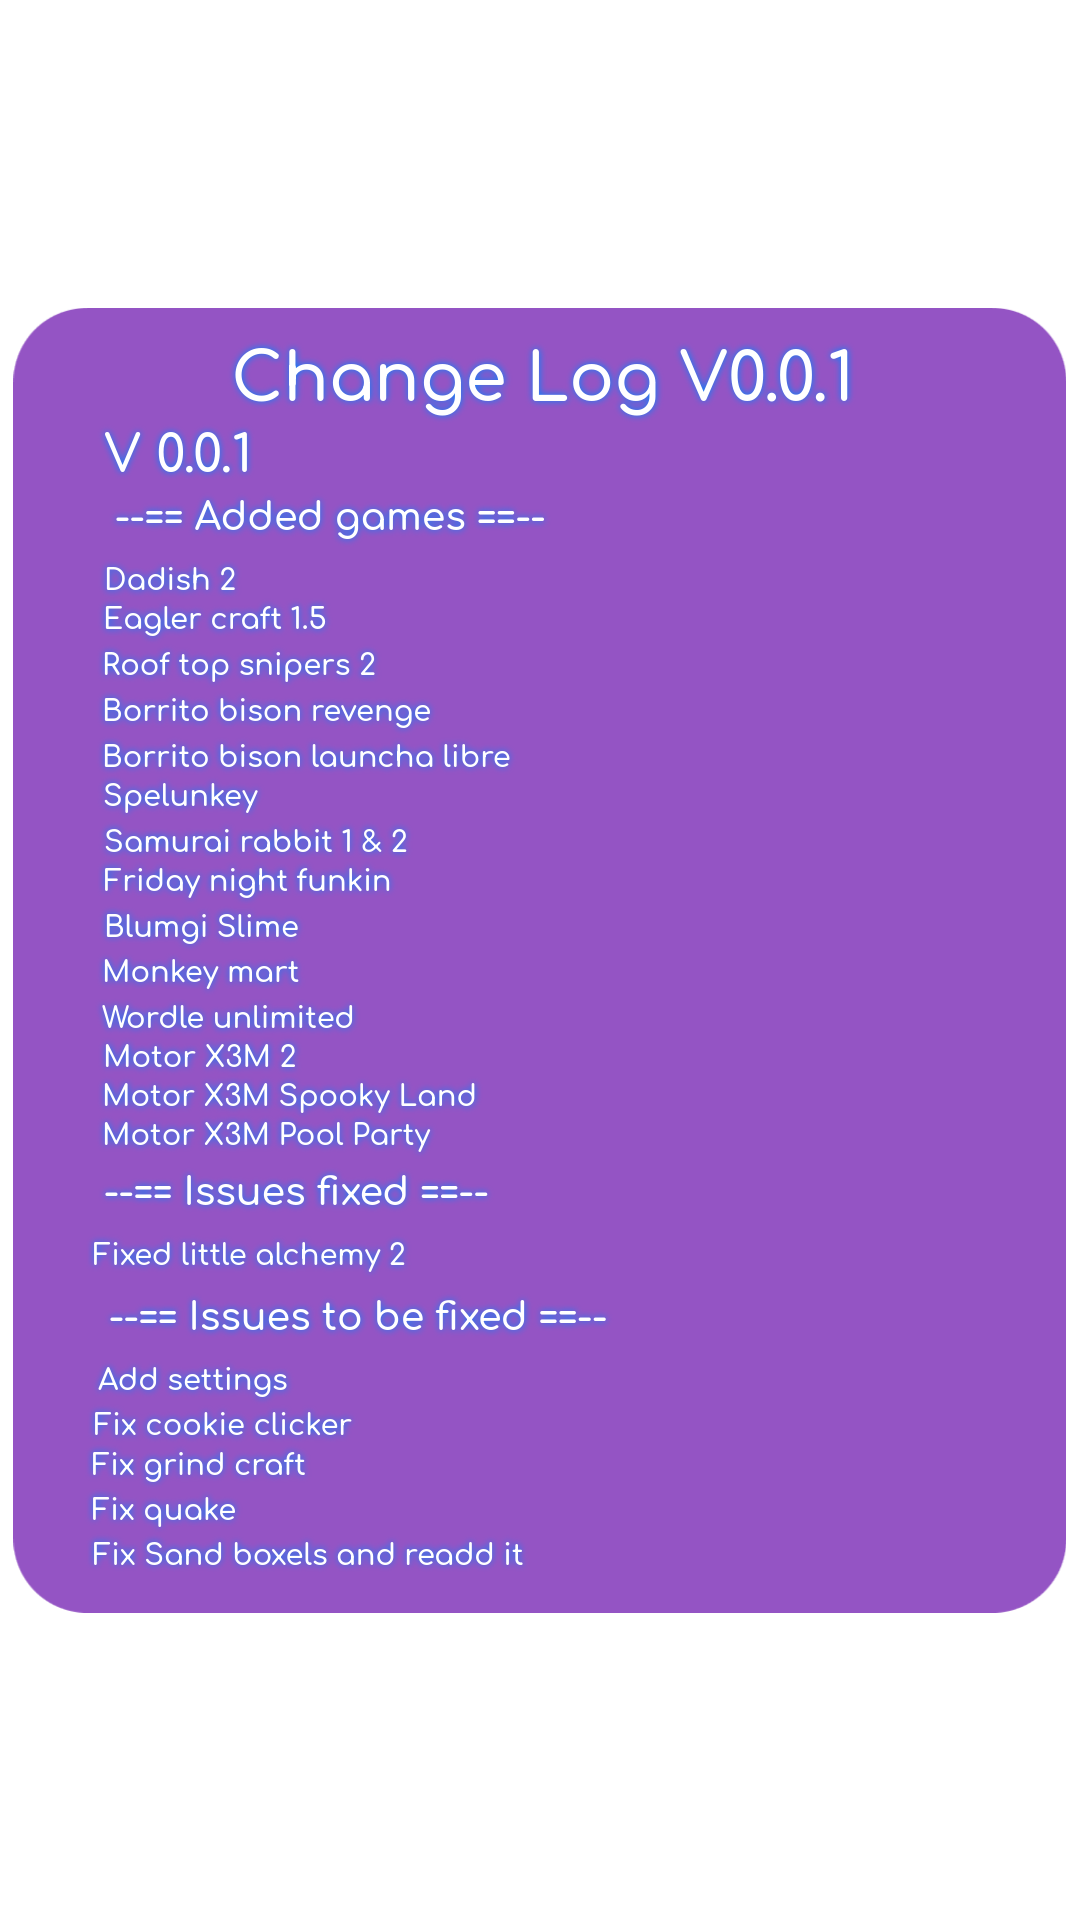 Change Log V0.0.1
V 0.0.1
--== Added games ==--
Dadish 2
Eagler craft 1.5
Roof top snipers 2
Borrito bison revenge
Borrito bison launcha libre
Spelunkey
Samurai rabbit 1 & 2
Friday night funkin
Blumgi Slime
Monkey mart
Wordle unlimited
Motor X3M 2
Motor X3M Spooky Land
Motor X3M Pool Party
--== Issues fixed ==--
Fixed little alchemy 2
--== Issues to be fixed ==--
Add settings
Fix cookie clicker
Fix grind craft
Fix quake
Fix Sand boxels and readd it